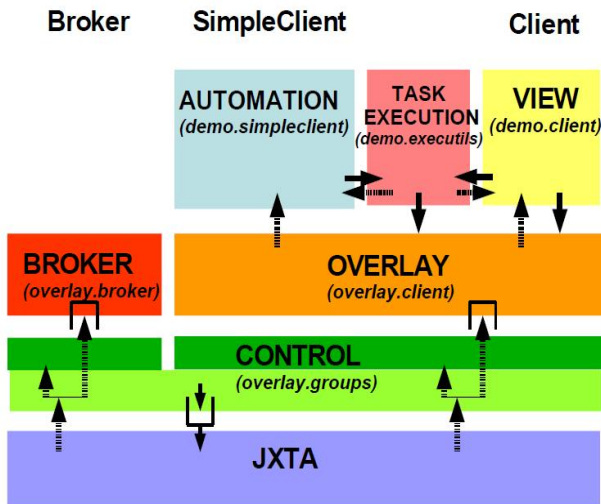 Broker SimpleClient Client
AUTOMATION
(demo.simpleclient)
TASK
EXECUTION
(demo.executils)
VIEW
(demo.client)
BROKER
(overlay.broker)
OVERLAY
(overlay.client)
CONTROL
(overlay.groups)
JXTA